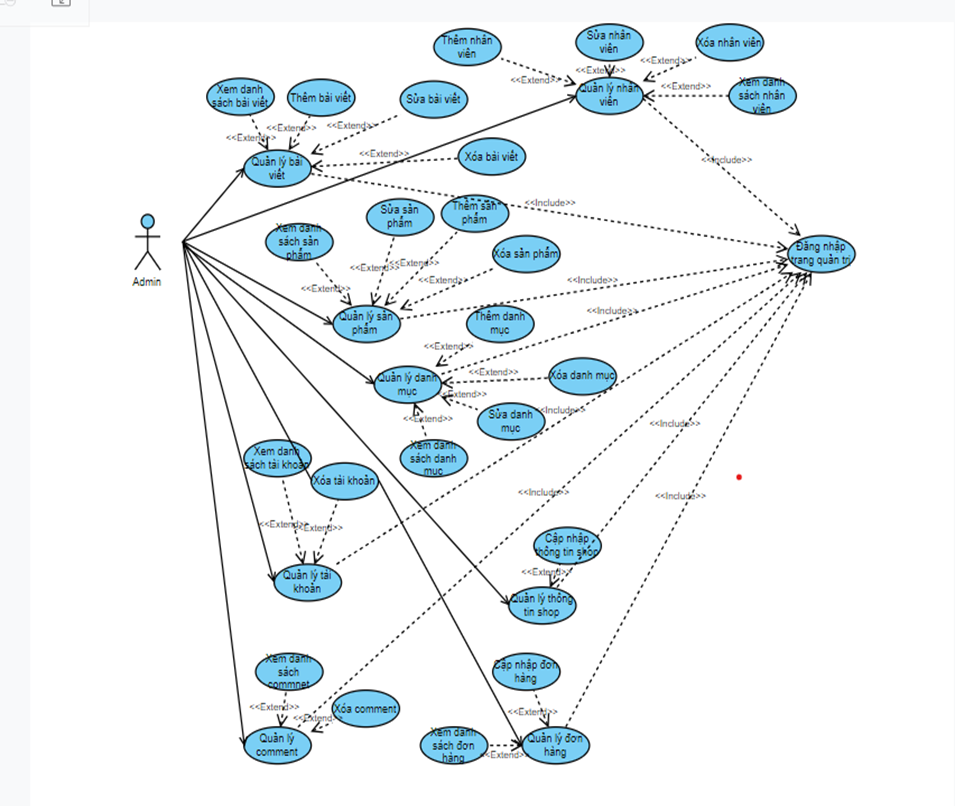 Thêm nhân
viên
Sửa nhân
viên
Xóa nhân viên
<<Extend>>
<<Extend>>
<<Extend>>
Quản lý nhân
viên
<<Extend>>
Xem danh
sách nhân
viên
Xem danh
sách bài viết
Thêm bài viết
Sửa bài viết
<<Extend>>
<<Extend>>
<<Extend>>
<<Extend>>
Xóa bài viết
Quản lý bài
viết
<<Include>>
<<Include>>
Admin
Xem danh
sách sản
phẩm
Sửa sản
phẩm
Thêm sản
phẩm
Xóa sản phẩm
Đăng nhập
trang quản trị
<<Extend>>
<<Extend>>
<<Extend>>
<<Extend>>
<<Include>>
Quản lý sản
phẩm
Thêm danh
mục
<<Include>>
<<Extend>>
<<Extend>>
Quản lý danh
mục
Xóa danh mục
<<Extend>>
<<Extend>>
Sửa danh
mục
<<Include>>
<<Include>>
Xem danh
sách danh
mục
Xem danh
sách tài khoản
Xóa tài khoản
<<Extend>>
<<Extend>>
<<Include>>
<<Include>>
Quản lý tài
khoản
Cập nhập
thông tin shop
<<Extend>>
Quản lý thông
tin shop
Xem danh
sách
commnet
Xóa comment
<<Extend>>
<<Extend>>
Quản lý
comment
Cập nhập đơn
hàng
<<Extend>>
Xem danh
sách đơn
hàng
<<Extend>>
Quản lý đơn
hàng